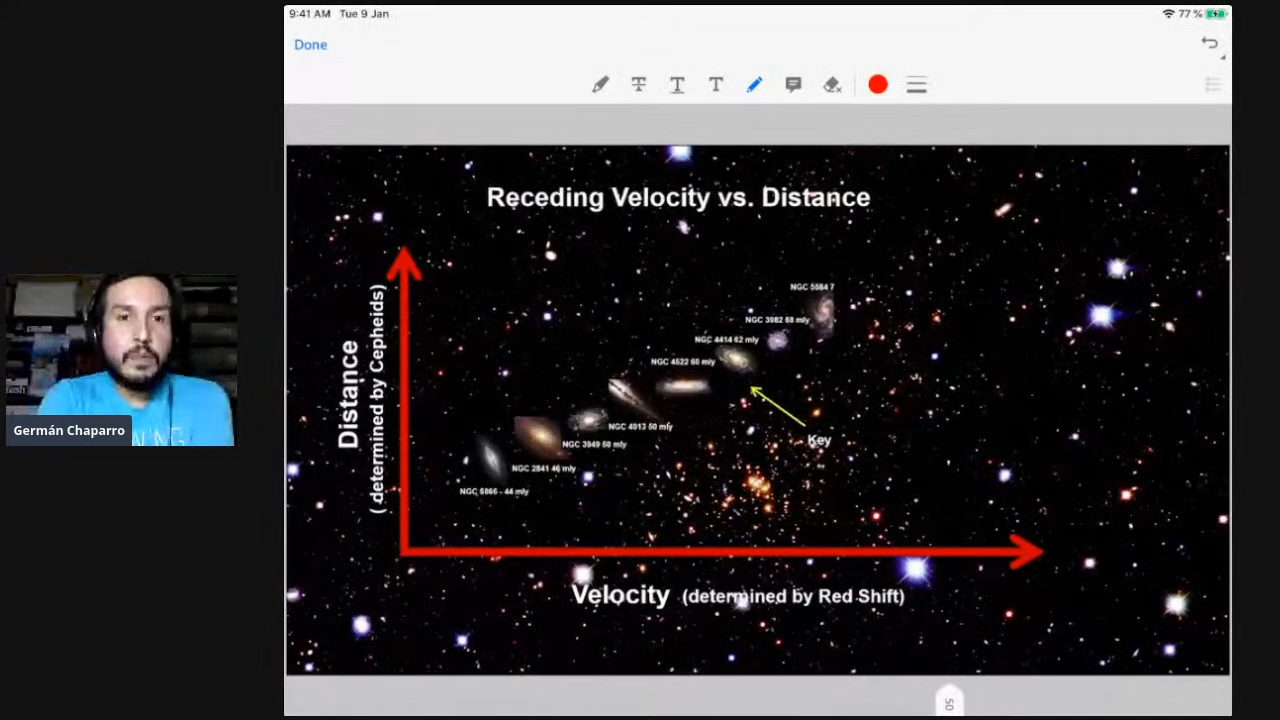 9:41 AM Tue 9 Jan
77 %
Done
Receding Velocity vs. Distance
NGC 5584 7
NGC 3982 68 mly
NGC 4414 62 mly
NGC 4522 60 mly
Distance
(determined by Cepheids)
NGC 4013 50 mly
Key
NGC 3949 50 mly
NGC 2841 46 mly
NGC 5866 - 44 mly
Germán Chaparro
Velocity (determined by Red Shift)
50